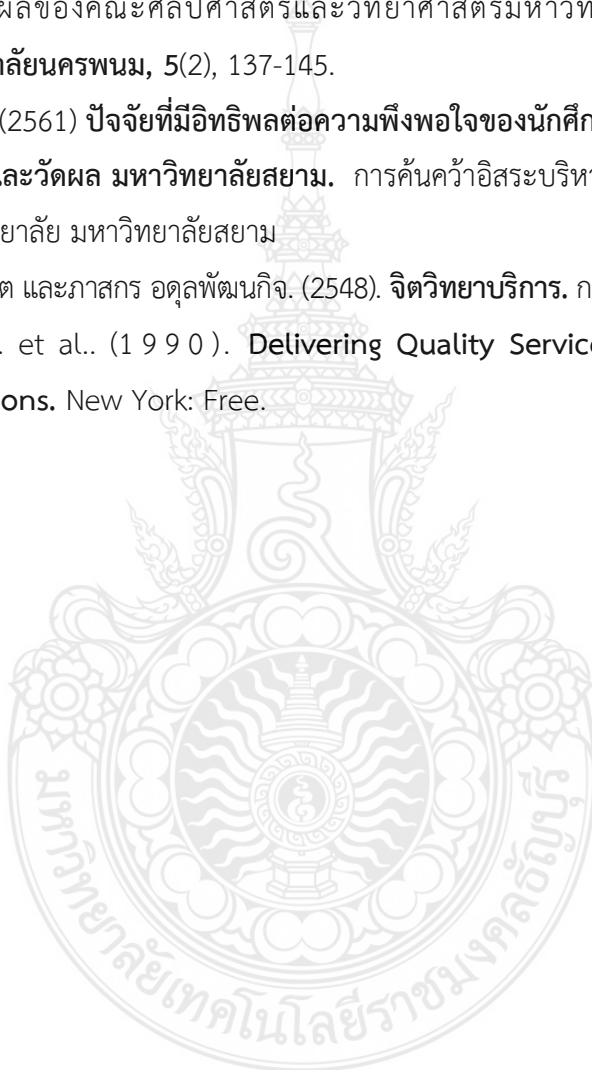 ผลของคณะศิลปศาสตร์และวิทยาศาสตร์มหาวิท
าลัยนครพนม, 5(2), 137-145.
(2561) ปัจจัยที่มีอิทธิพลต่อความพึงพอใจของนักศึก
และวัดผล มหาวิทยาลัยสยาม. การค้นคว้าอิสระบริหา
ยาลัย มหาวิทยาลัยสยาม
ต และภาสกร อดุลพัฒนกิจ. (2548). จิตวิทยาบริการ. ก
. et al.. (1990). Delivering Quality Service
ons. New York: Free.
มหาวิทยาลัยเทคโนโลยีราชมงคลธัญบุรี